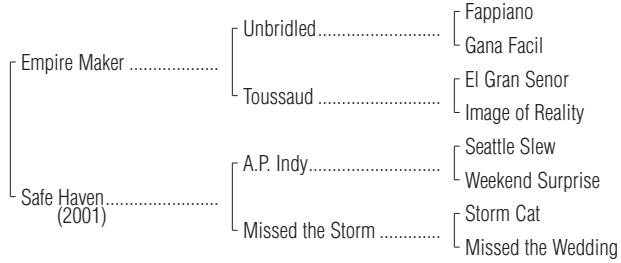 Fappiano
Unbridled..........................
Gana Facil
Empire Maker ....................
El Gran Senor
Toussaud ..........................
Image of Reality
Seattle Slew
A.P. Indy............................
Weekend Surprise
Safe Haven.........................
(2001)
Storm Cat
Missed the Storm .............
Missed the Wedding